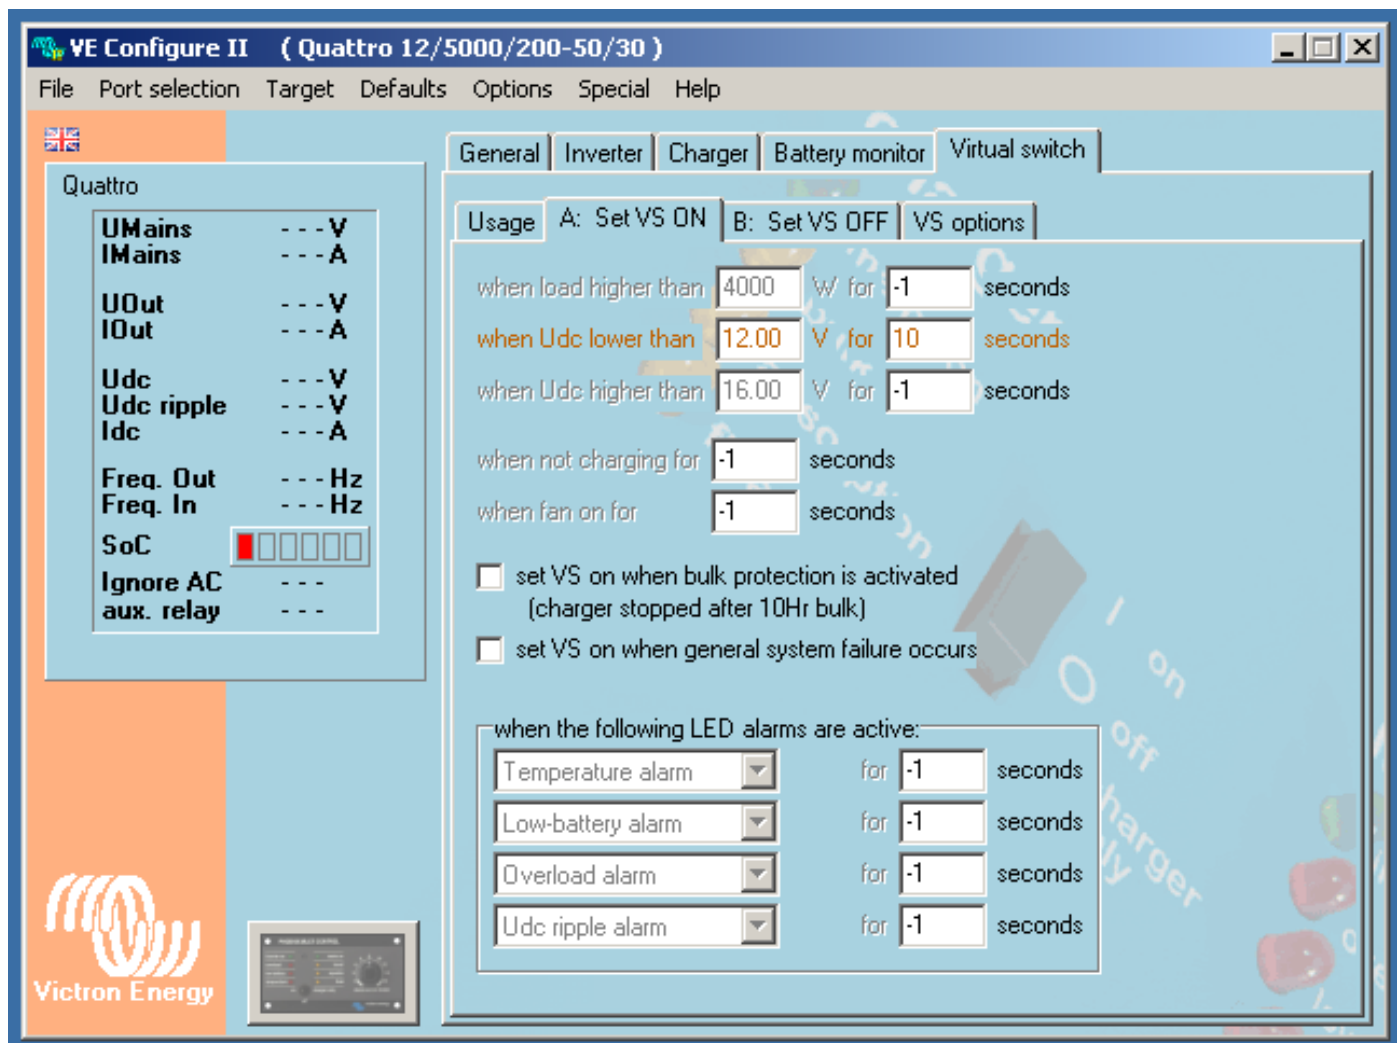 VE Configure II ( Quattro 12/5000/200-50/30 )
File Port selection Target Defaults Options Special Help
General Inverter Charger Battery monitor Virtual switch
Quattro
Usage A: Set VS ON B: Set VS OFF VS options
UMains - - - V
IMains - - - A
UOut - - - V
IOut - - - A
Udc - - - V
Udc ripple - - - V
Idc - - - A
Freq. Out - - - Hz
Freq. In - - - Hz
SoC
Ignore AC - - -
aux. relay - - -
when load higher than 4000 W for -1 seconds
when Udc lower than 12.00 V for 10 seconds
when Udc higher than 16.00 V for -1 seconds
when not charging for -1 seconds
when fan on for -1 seconds
set VS on when bulk protection is activated
(charger stopped after 10Hr bulk)
set VS on when general system failure occurs
when the following LED alarms are active:
Temperature alarm for -1 seconds
Low-battery alarm for -1 seconds
Overload alarm for -1 seconds
Udc ripple alarm for -1 seconds
I on
O off
charger
Victron Energy